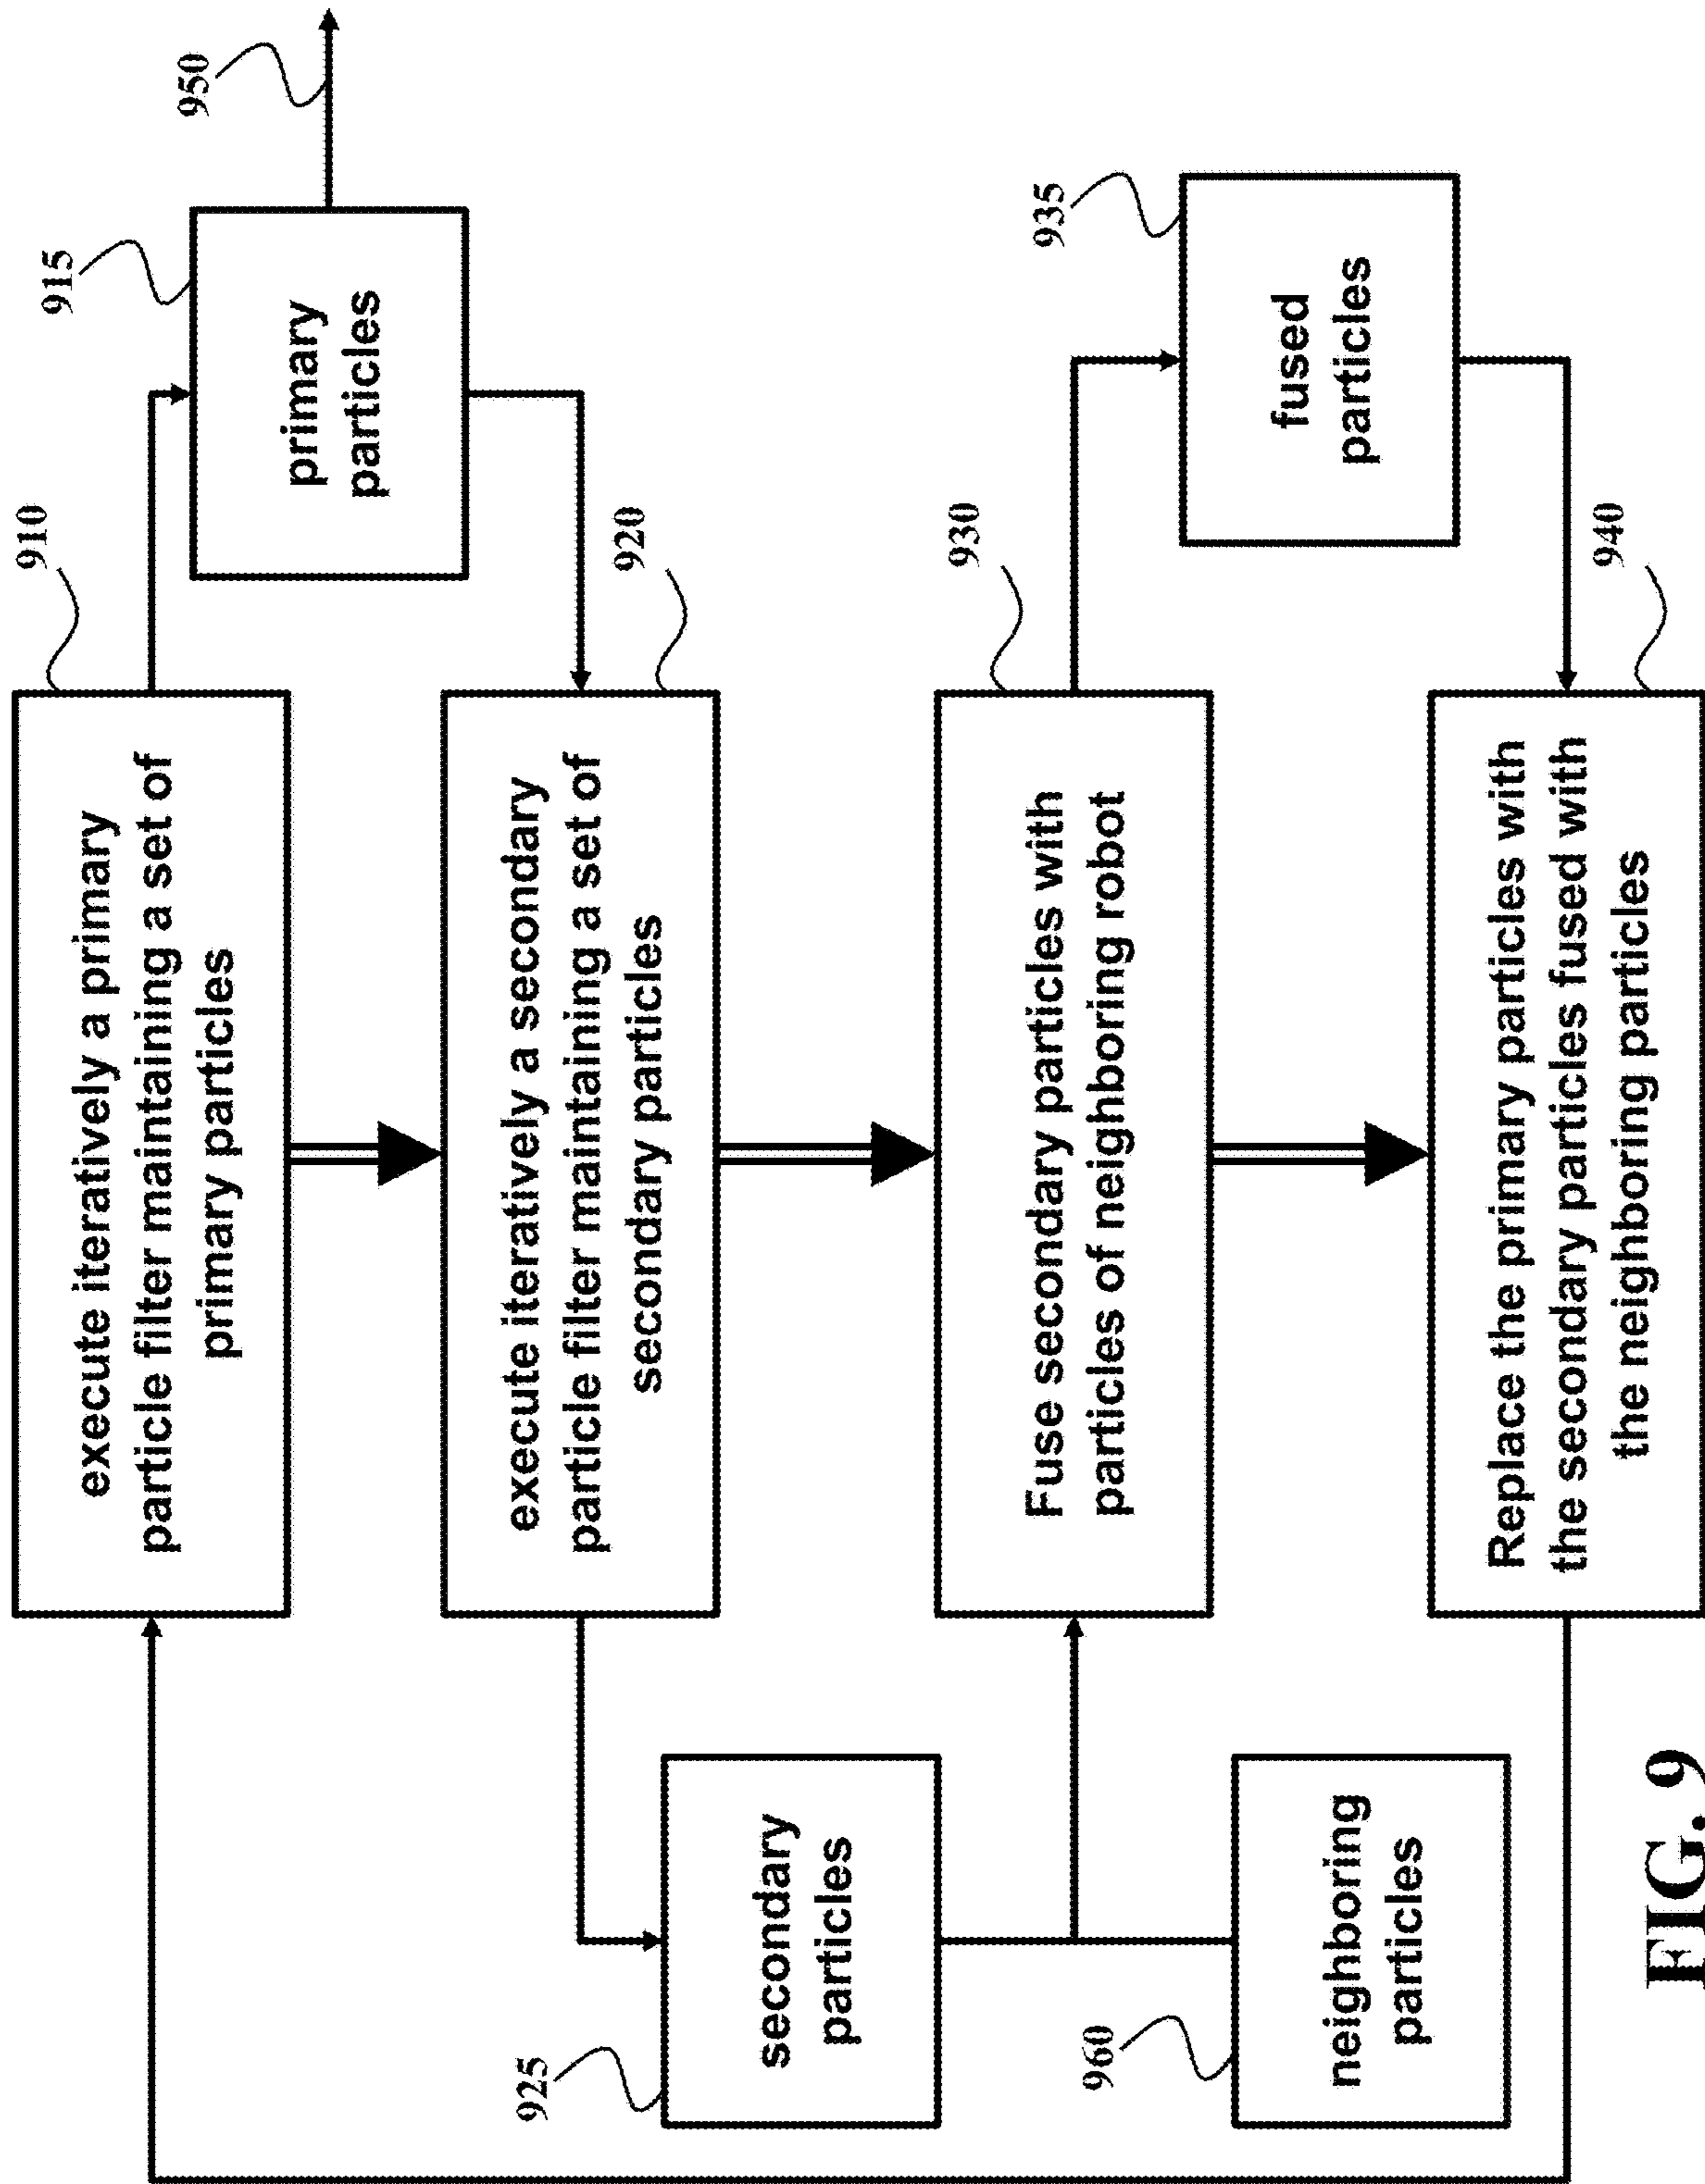 910
execute iteratively a primary
particle filter maintaining a set of
primary particles
915
primary
particles
950
920
execute iteratively a secondary
particle filter maintaining a set of
secondary particles
925
secondary
particles
930
Fuse secondary particles with
particles of neighboring robot
935
fused
particles
960
neighboring
particles
940
Replace the primary particles with
the secondary particles fused with
the neighboring particles
FIG. 9